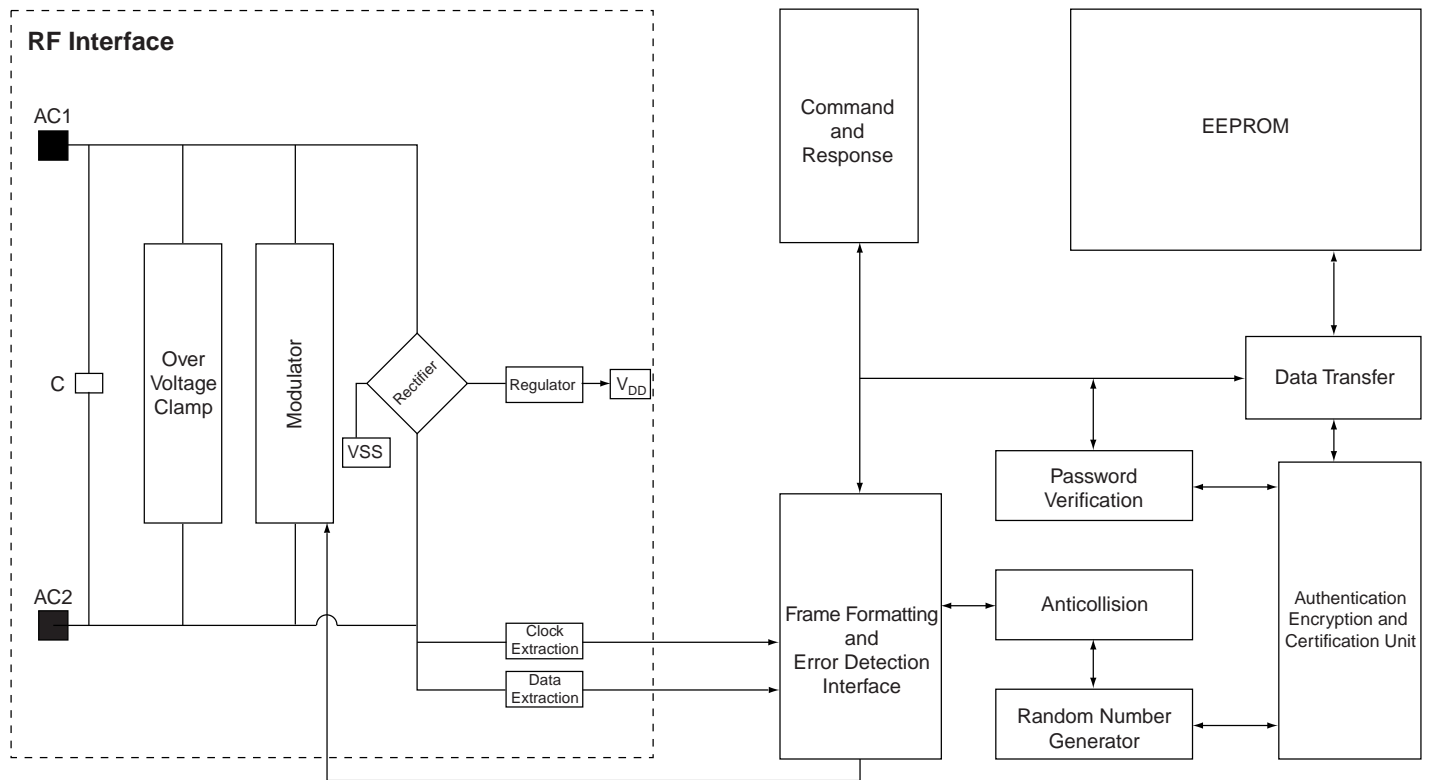 RF Interface
AC1
C
Over
Voltage
Clamp
Modulator
Rectifier
Regulator
VDD
VSS
AC2
Clock
Extraction
Data
Extraction
Command
and
Response
EEPROM
Data Transfer
Password
Verification
Frame Formatting
and
Error Detection
Interface
Anticollision
Random Number
Generator
Authentication
Encryption and
Certification Unit